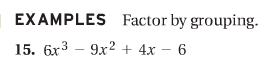 EXAMPLES Factor by grouping.
15. 6x³ − 9x² + 4x − 6